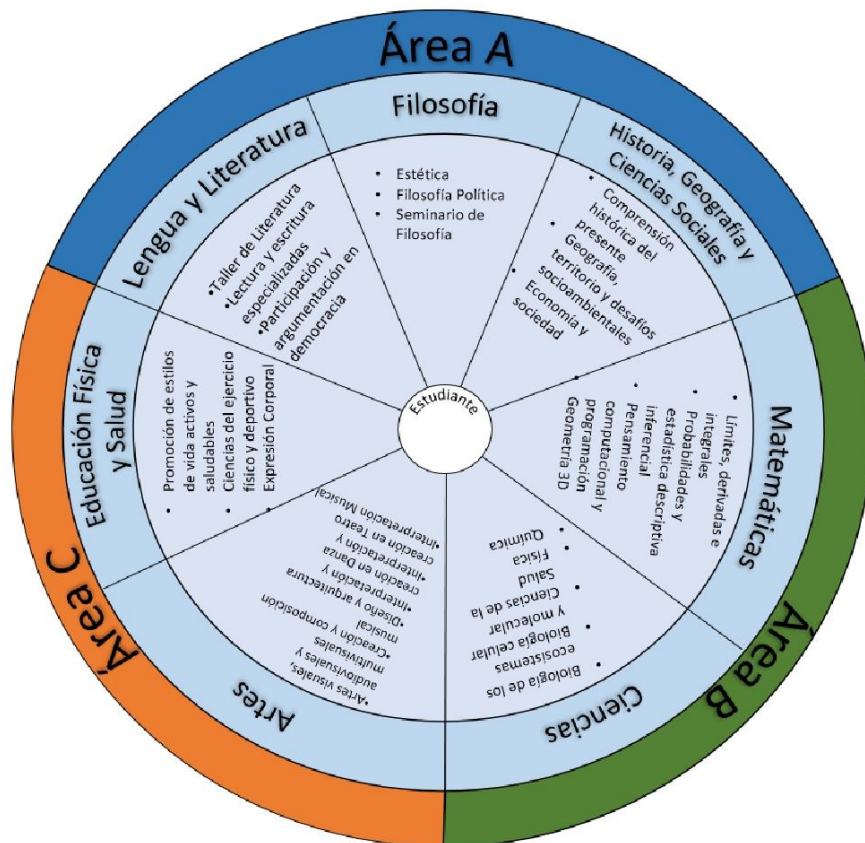 Área A
Filosofía
• Estética
• Filosofía Política
• Seminario de
Filosofía
Historia, Geografía y
Ciencias Sociales
• Comprensión
histórica del
presente
• Geografía,
territorio y desafíos
socioambientales
• Economía y
sociedad
Área B
Matemáticas
• Límites, derivadas e
integrales
• Probabilidades y
estadística descriptiva
inferencial
• Pensamiento
computacional y
programación
• Geometría 3D
Ciencias
• Biología de los
ecosistemas
• Biología celular
y molecular
• Ciencias de la
Salud
• Física
• Química
Área C
Artes
•Artes visuales,
audiovisuales y
multivisuales
•Creación y composición
musical
•Diseño y arquitectura
•Interpretación y
creación en Danza
•Interpretación y
creación en Teatro
•Interpretación Musical
Educación Física
y Salud
• Promoción de estilos
de vida activos y
saludables
• Ciencias del ejercicio
físico y deportivo
• Expresión Corporal
Lengua y Literatura
•Taller de Literatura
•Lectura y escritura
especializadas
•Participación y
argumentación en
democracia
Estudiante